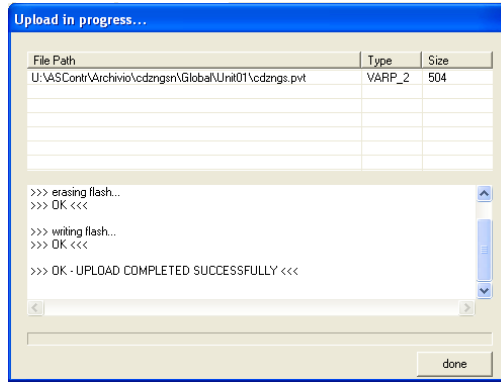 Upload in progress...
File Path Type Size
U:\ASContr\Archivio\cdzngsn\Global\Unit01\cdzngs.pvt VARP_2 504
>>> erasing flash...
>>> OK <<<
>>> writing flash...
>>> OK <<<
>>> OK - UPLOAD COMPLETED SUCCESSFULLY <<<
done